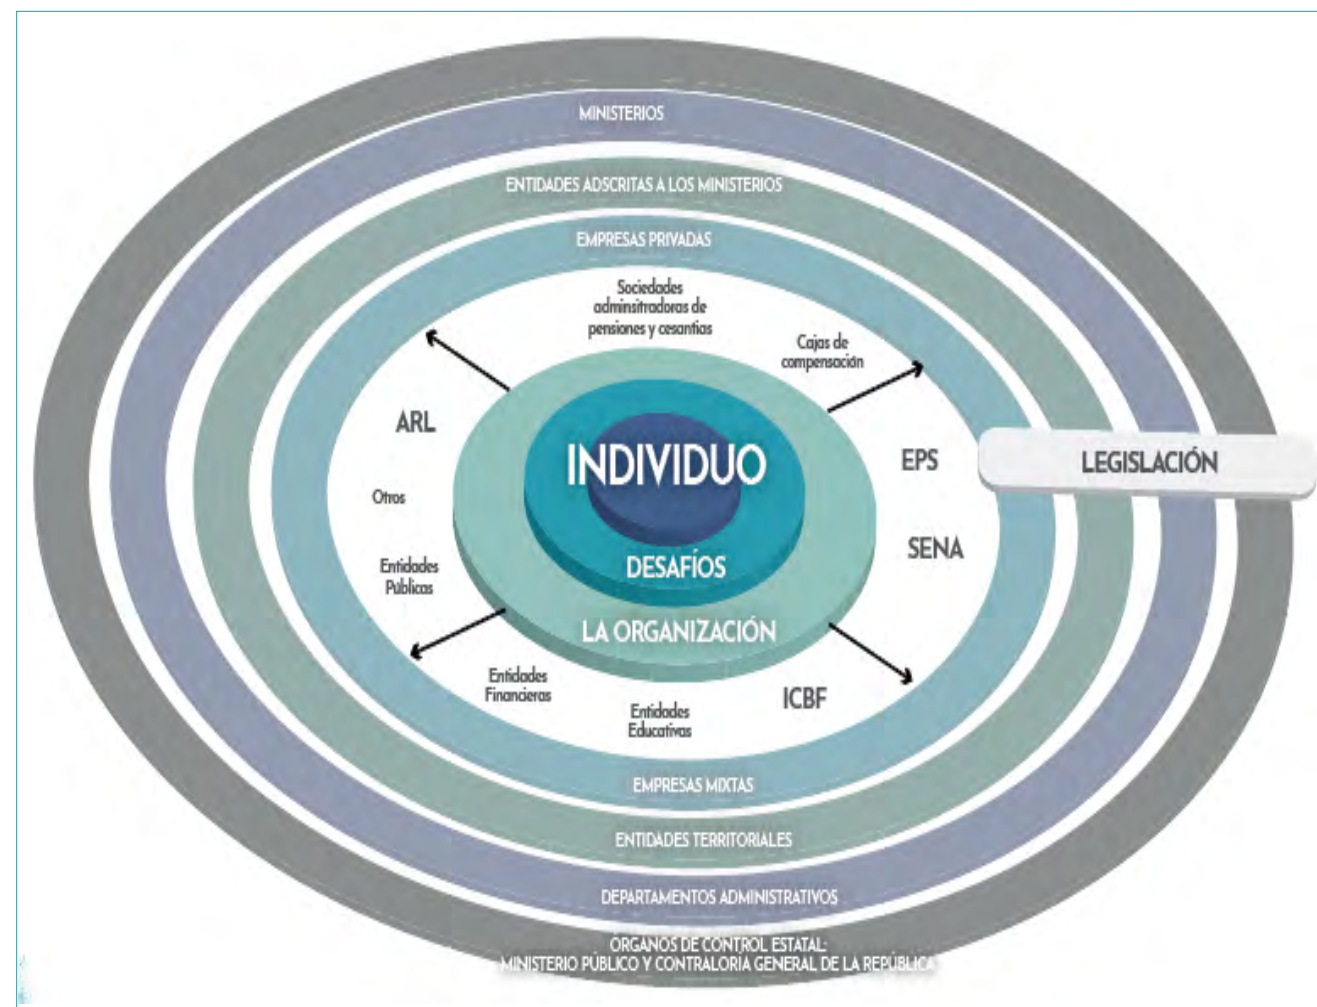 MINISTERIOS
ENTIDADES ADSCRITAS A LOS MINISTERIOS
EMPRESAS PRIVADAS
Sociedades
adminsitradoras de
pensiones y cesantías
Cajas de
compensación
ARL
EPS
LEGISLACIÓN
INDIVIDUO
Otros
SENA
Entidades
Públicas
DESAFÍOS
LA ORGANIZACIÓN
Entidades
Financieras
ICBF
Entidades
Educativas
EMPRESAS MIXTAS
ENTIDADES TERRITORIALES
DEPARTAMENTOS ADMINISTRATIVOS
ÓRGANOS DE CONTROL ESTATAL:
MINISTERIO PÚBLICO Y CONTRALORÍA GENERAL DE LA REPÚBLICA